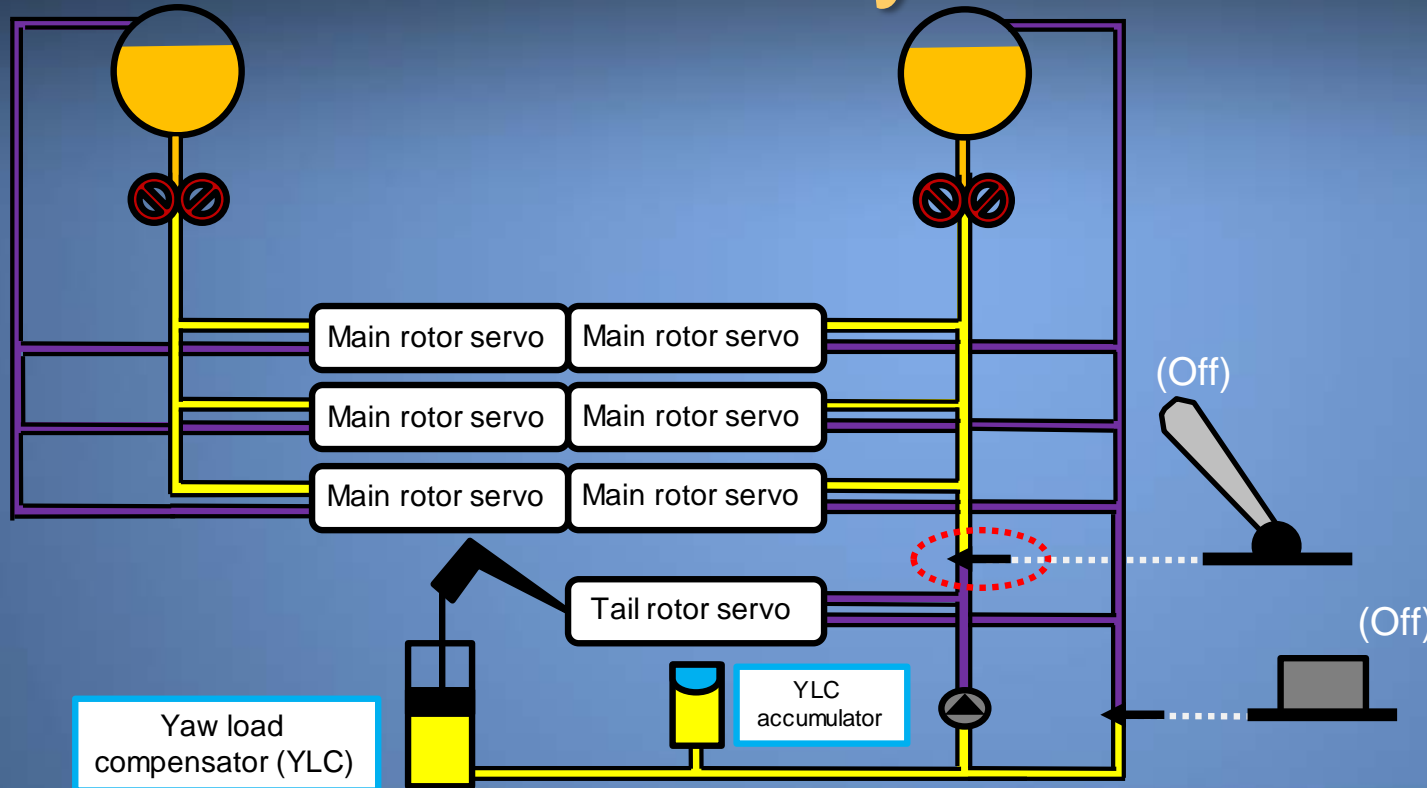 Main rotor servo
Main rotor servo
Main rotor servo
Main rotor servo
Main rotor servo
Main rotor servo
(Off)
Tail rotor servo
(Off)
YLC
accumulator
Yaw load
compensator (YLC)